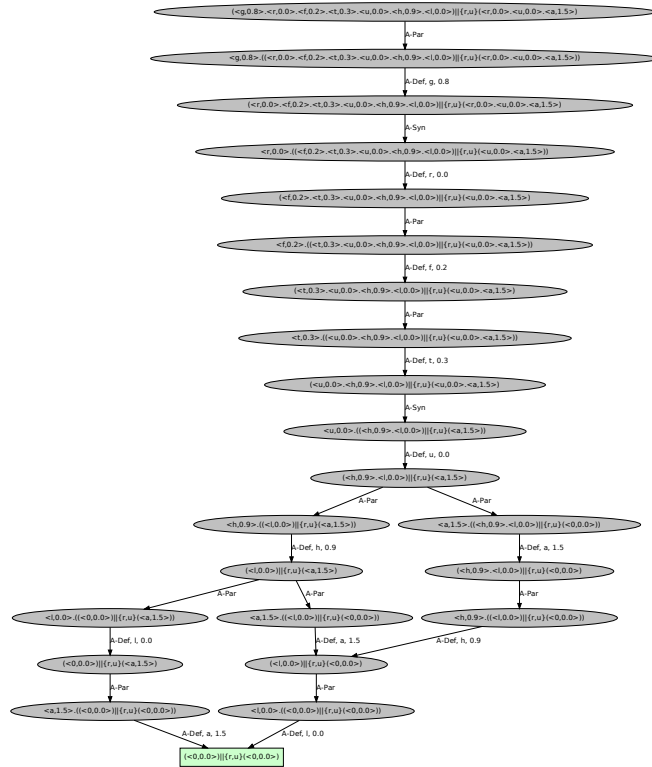 (<g,0.8>.<r,0.0>.<f,0.2>.<t,0.3>.<u,0.0>.<h,0.9>.<l,0.0>)||{r,u}(<r,0.0>.<u,0.0>.<a,1.5>)
A-Par
<g,0.8>.((<r,0.0>.<f,0.2>.<t,0.3>.<u,0.0>.<h,0.9>.<l,0.0>)||{r,u}(<r,0.0>.<u,0.0>.<a,1.5>))
A-Def, g, 0.8
(<r,0.0>.<f,0.2>.<t,0.3>.<u,0.0>.<h,0.9>.<l,0.0>)||{r,u}(<r,0.0>.<u,0.0>.<a,1.5>)
A-Syn
<r,0.0>.((<f,0.2>.<t,0.3>.<u,0.0>.<h,0.9>.<l,0.0>)||{r,u}(<u,0.0>.<a,1.5>))
A-Def, r, 0.0
(<f,0.2>.<t,0.3>.<u,0.0>.<h,0.9>.<l,0.0>)||{r,u}(<u,0.0>.<a,1.5>)
A-Par
<f,0.2>.((<t,0.3>.<u,0.0>.<h,0.9>.<l,0.0>)||{r,u}(<u,0.0>.<a,1.5>))
A-Def, f, 0.2
(<t,0.3>.<u,0.0>.<h,0.9>.<l,0.0>)||{r,u}(<u,0.0>.<a,1.5>)
A-Par
<t,0.3>.((<u,0.0>.<h,0.9>.<l,0.0>)||{r,u}(<u,0.0>.<a,1.5>))
A-Def, t, 0.3
(<u,0.0>.<h,0.9>.<l,0.0>)||{r,u}(<u,0.0>.<a,1.5>)
A-Syn
<u,0.0>.((<h,0.9>.<l,0.0>)||{r,u}(<a,1.5>))
A-Def, u, 0.0
(<h,0.9>.<l,0.0>)||{r,u}(<a,1.5>)
A-Par
A-Par
<h,0.9>.((<l,0.0>)||{r,u}(<a,1.5>))
<a,1.5>.((<h,0.9>.<l,0.0>)||{r,u}(<0,0.0>))
A-Def, h, 0.9
A-Def, a, 1.5
(<l,0.0>)||{r,u}(<a,1.5>)
(<h,0.9>.<l,0.0>)||{r,u}(<0,0.0>)
A-Par
A-Par
A-Par
<l,0.0>.((<0,0.0>)||{r,u}(<a,1.5>))
<a,1.5>.((<l,0.0>)||{r,u}(<0,0.0>))
<h,0.9>.((<l,0.0>)||{r,u}(<0,0.0>))
A-Def, l, 0.0
A-Def, a, 1.5
A-Def, h, 0.9
(<0,0.0>)||{r,u}(<a,1.5>)
(<l,0.0>)||{r,u}(<0,0.0>)
A-Par
A-Par
<a,1.5>.((<0,0.0>)||{r,u}(<0,0.0>))
<l,0.0>.((<0,0.0>)||{r,u}(<0,0.0>))
A-Def, a, 1.5
A-Def, l, 0.0
(<0,0.0>)||{r,u}(<0,0.0>)